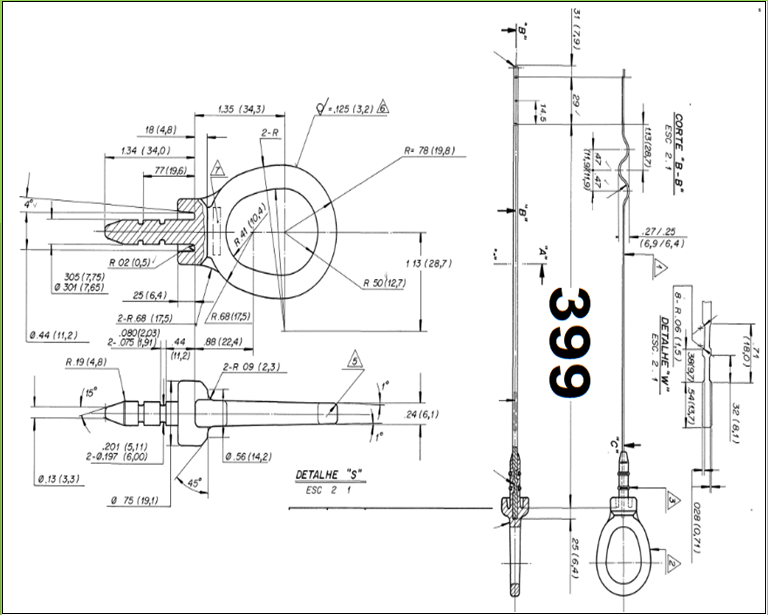 1.35 (34,3)
.125 (3,2) 6
18 (4,8)
2-R
1.34 (34,0)
R= 78 (19,8)
77 (19,6)
7
4°
R 41 (10,4)
R 02 (0,5)
305 (7,75)
Ø 301 (7,65)
1 13 (28,7)
R 50 (12,7)
25 (6,4)
2-R.68 (17,5)
R.68(17,5)
Ø.44 (11,2)
.080(2,03)
2-.075(1,91)
.44
(11,2)
.88 (22,4)
R.19 (4,8)
2-R 09 (2,3)
5
15°
1°
.24 (6,1)
1°
.201 (5,11)
2-Ø.197 (6,00)
Ø.13 (3,3)
Ø .56 (14,2)
45°
Ø 75 (19,1)
DETALHE "S"
ESC 2 1
"B"
31 (7,9)
29
14.5
"B"
"A"
399
25 (6,4)
CORTE "B-B"
ESC 2.1
1.13(28,7)
.47
(11,9)
.47
(11,9)
.27/.25
(6,9/6,4)
1
"C"
3
2
DETALHE "W"
ESC. 2.1
8-R.06 (1,5)
.71
(18,0)
.38(9,7)
.54(13,7)
32 (8,1)
028 (0,71)